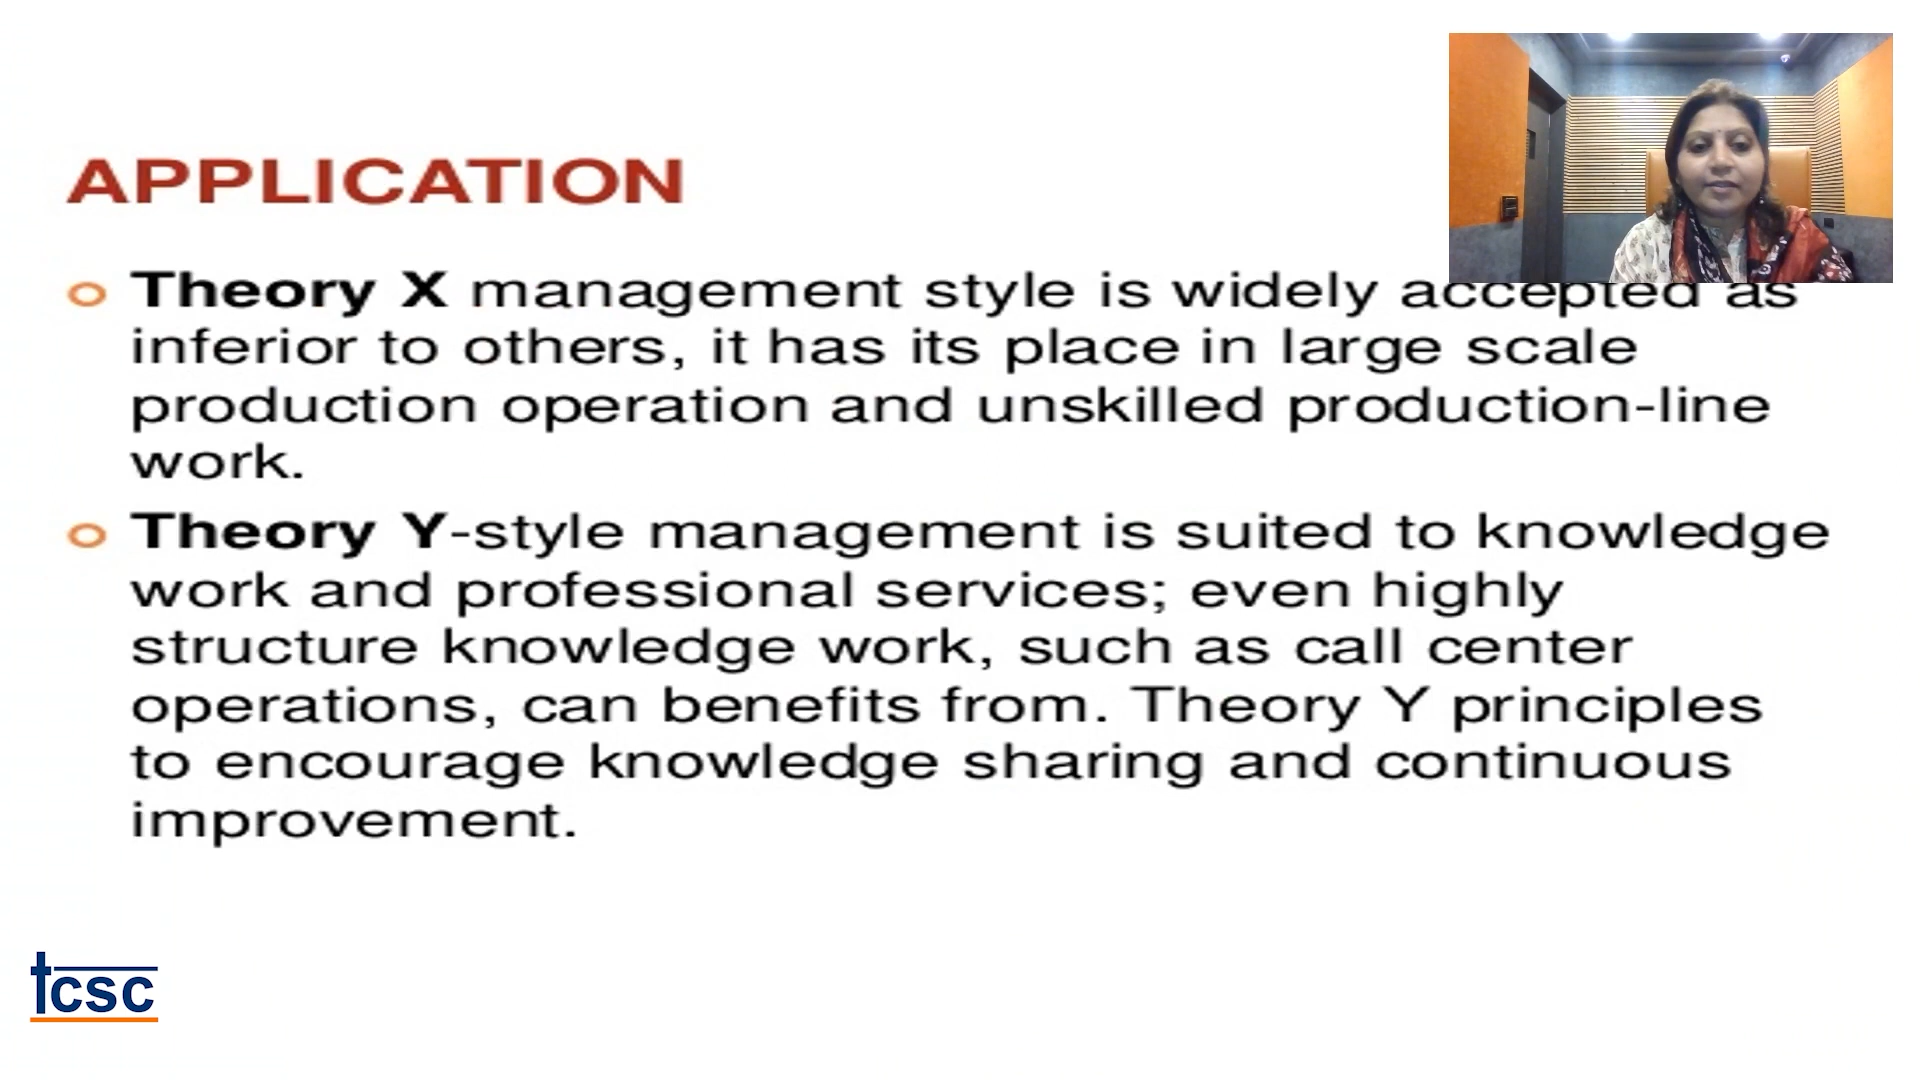 APPLICATION
Theory X management style is widely accepted as
inferior to others, it has its place in large scale
production operation and unskilled production-line
work.
Theory Y-style management is suited to knowledge
work and professional services; even highly
structure knowledge work, such as call center
operations, can benefits from. Theory Y principles
to encourage knowledge sharing and continuous
improvement.
tcsc